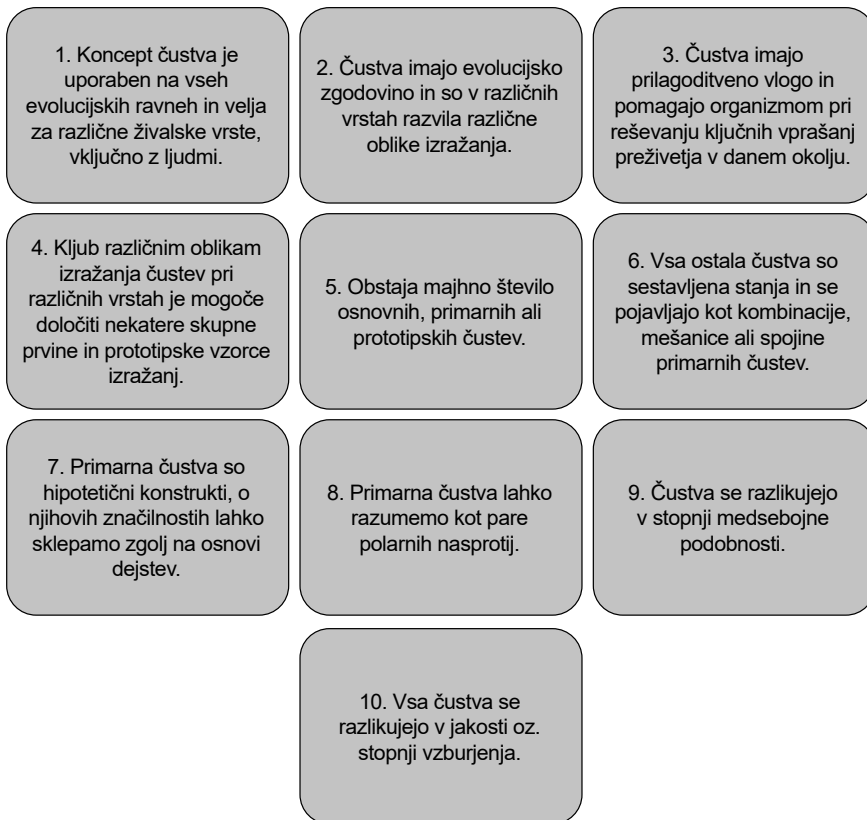 1. Koncept čustva je
uporaben na vseh
evolucijskih ravneh in velja
za različne živalske vrste,
vključno z ljudmi.
2. Čustva imajo evolucijsko
zgodovino in so v različnih
vrstah razvila različne
oblike izražanja.
3. Čustva imajo
prilagoditveno vlogo in
pomagajo organizmom pri
reševanju ključnih vprašanj
preživetja v danem okolju.
4. Kljub različnim oblikam
izražanja čustev pri
različnih vrstah je mogoče
določiti nekatere skupne
prvine in prototipske vzorce
izražanj.
5. Obstaja majhno število
osnovnih, primarnih ali
prototipskih čustev.
6. Vsa ostala čustva so
sestavljena stanja in se
pojavljajo kot kombinacije,
mešanice ali spojine
primarnih čustev.
7. Primarna čustva so
hipotetični konstrukti, o
njihovih značilnostih lahko
sklepamo zgolj na osnovi
dejstev.
8. Primarna čustva lahko
razumemo kot pare
polarnih nasprotij.
9. Čustva se razlikujejo
v stopnji medsebojne
podobnosti.
10. Vsa čustva se
razlikujejo v jakosti oz.
stopnji vzburjenja.